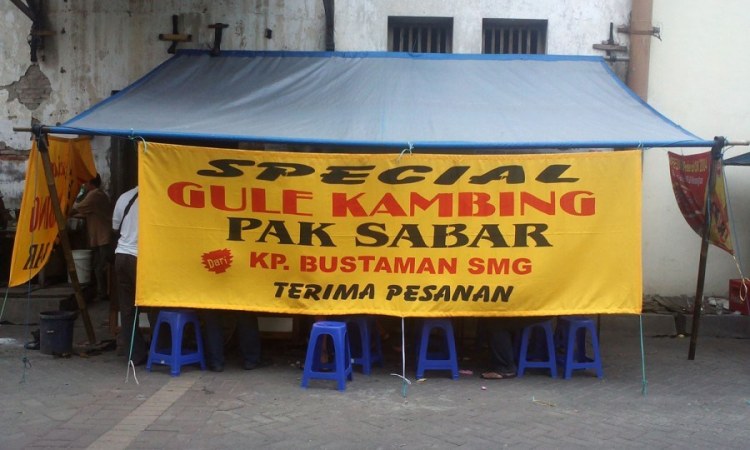 SPECIAL
GULE KAMBING
PAK SABAR
Dari KP. BUSTAMAN SMG
TERIMA PESANAN